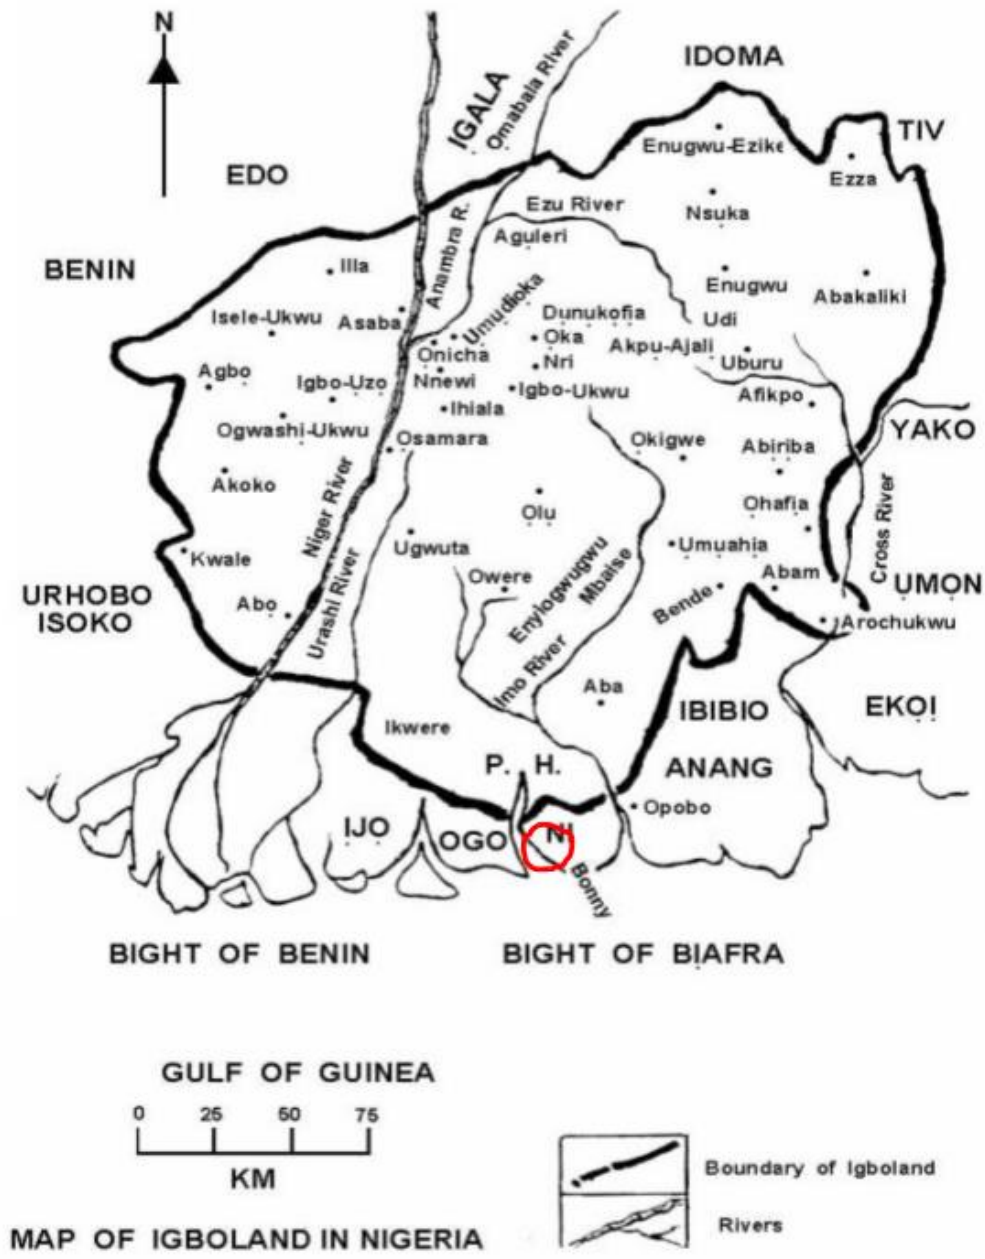 N
IDOMA
IGALA
Omabala River
TIV
Enugwu-Ezike
EDO
Ezza
Ezu River
Nsuka
Anambra R.
Aguleri
BENIN
Illa
Enugwu
Abakaliki
Umudioka
Isele-Ukwu
Asaba
Dunukofia
Udi
Oka
Akpu-Ajali
Onicha
Nri
Uburu
Agbo
Igbo-Uzo
Nnewi
Igbo-Ukwu
Afikpo
Ihiala
Ogwashi-Ukwu
Osamara
Okigwe
Abiriba
YAKO
Akoko
Niger River
Olu
Ohafia
Cross River
Ugwuta
Umuahia
Kwale
Owere
Enyiogwugwu
Mbaise
Abam
URHOBO
ISOKO
UMON
Abo
Urashi River
Bende
Arochukwu
Imo River
Aba
IBIBIO
EKOI
Ikwere
P. H.
ANANG
Opobo
IJO
OGO
NI
Bonny
BIGHT OF BENIN
BIGHT OF BIAFRA
GULF OF GUINEA
0 25 50 75
KM
Boundary of Igboland
Rivers
MAP OF IGBOLAND IN NIGERIA